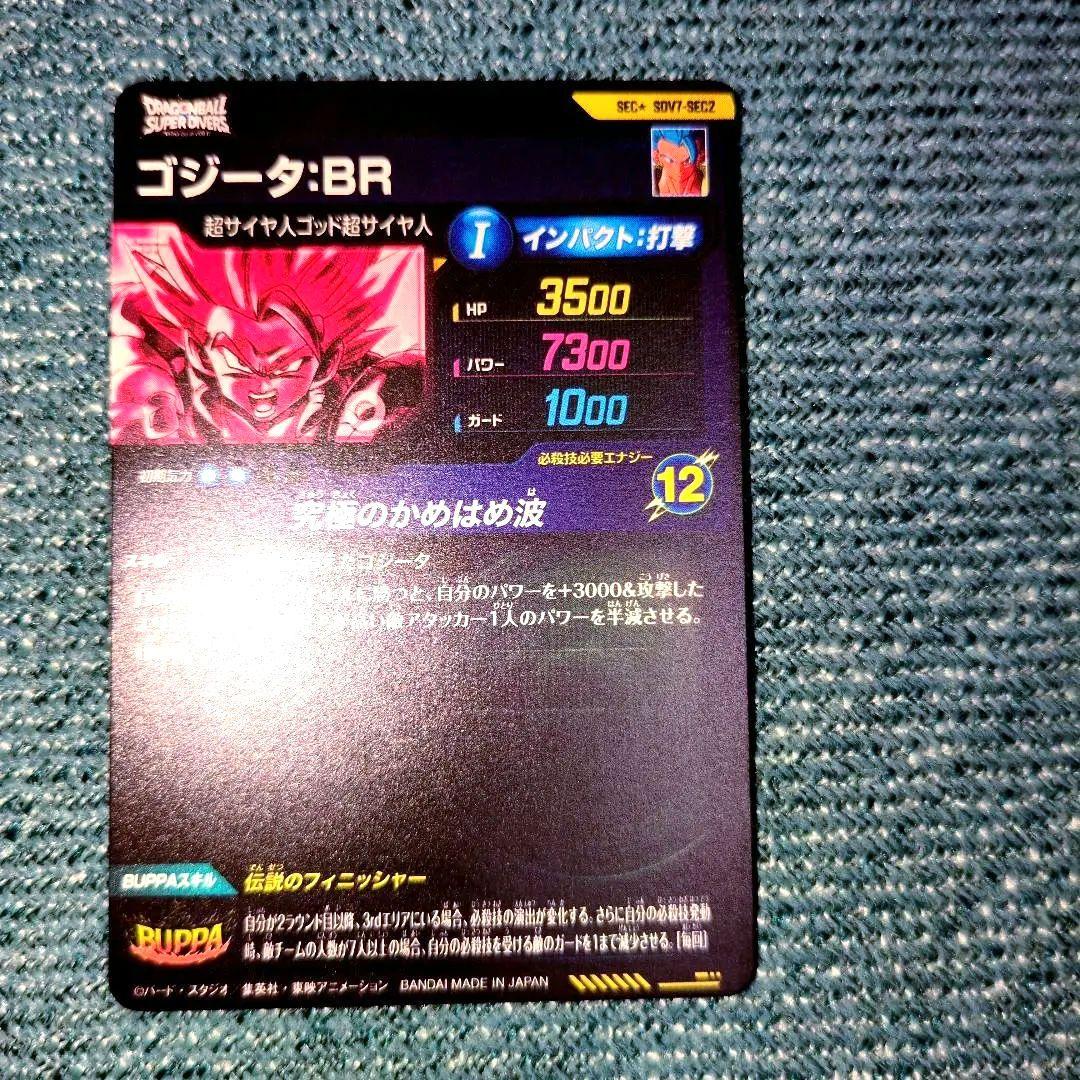 DRAGONBALL
SUPER DIVERS
SEC★ SDV7-SEC2
ゴジータ:BR
超サイヤ人ゴッド超サイヤ人
I インパクト:打撃
HP 3500
パワー 7300
ガード 1000
必殺技必要エナジー
12
究極のかめはめ波
たゴジータ
つと、自分のパワーを+3000&攻撃した
敵アタッカー1人のパワーを半減させる。
BUPPAスキル 伝説のフィニッシャー
BUPPA
自分が2ラウンド目以降、3rdエリアにいる場合、必殺技の演出が変化する。さらに自分の必殺技発動
時、敵チームの人数が7人以上の場合、自分の必殺技を受ける敵のガードを1まで減少させる。[毎回]
©バード・スタジオ/集英社・東映アニメーション BANDAI MADE IN JAPAN